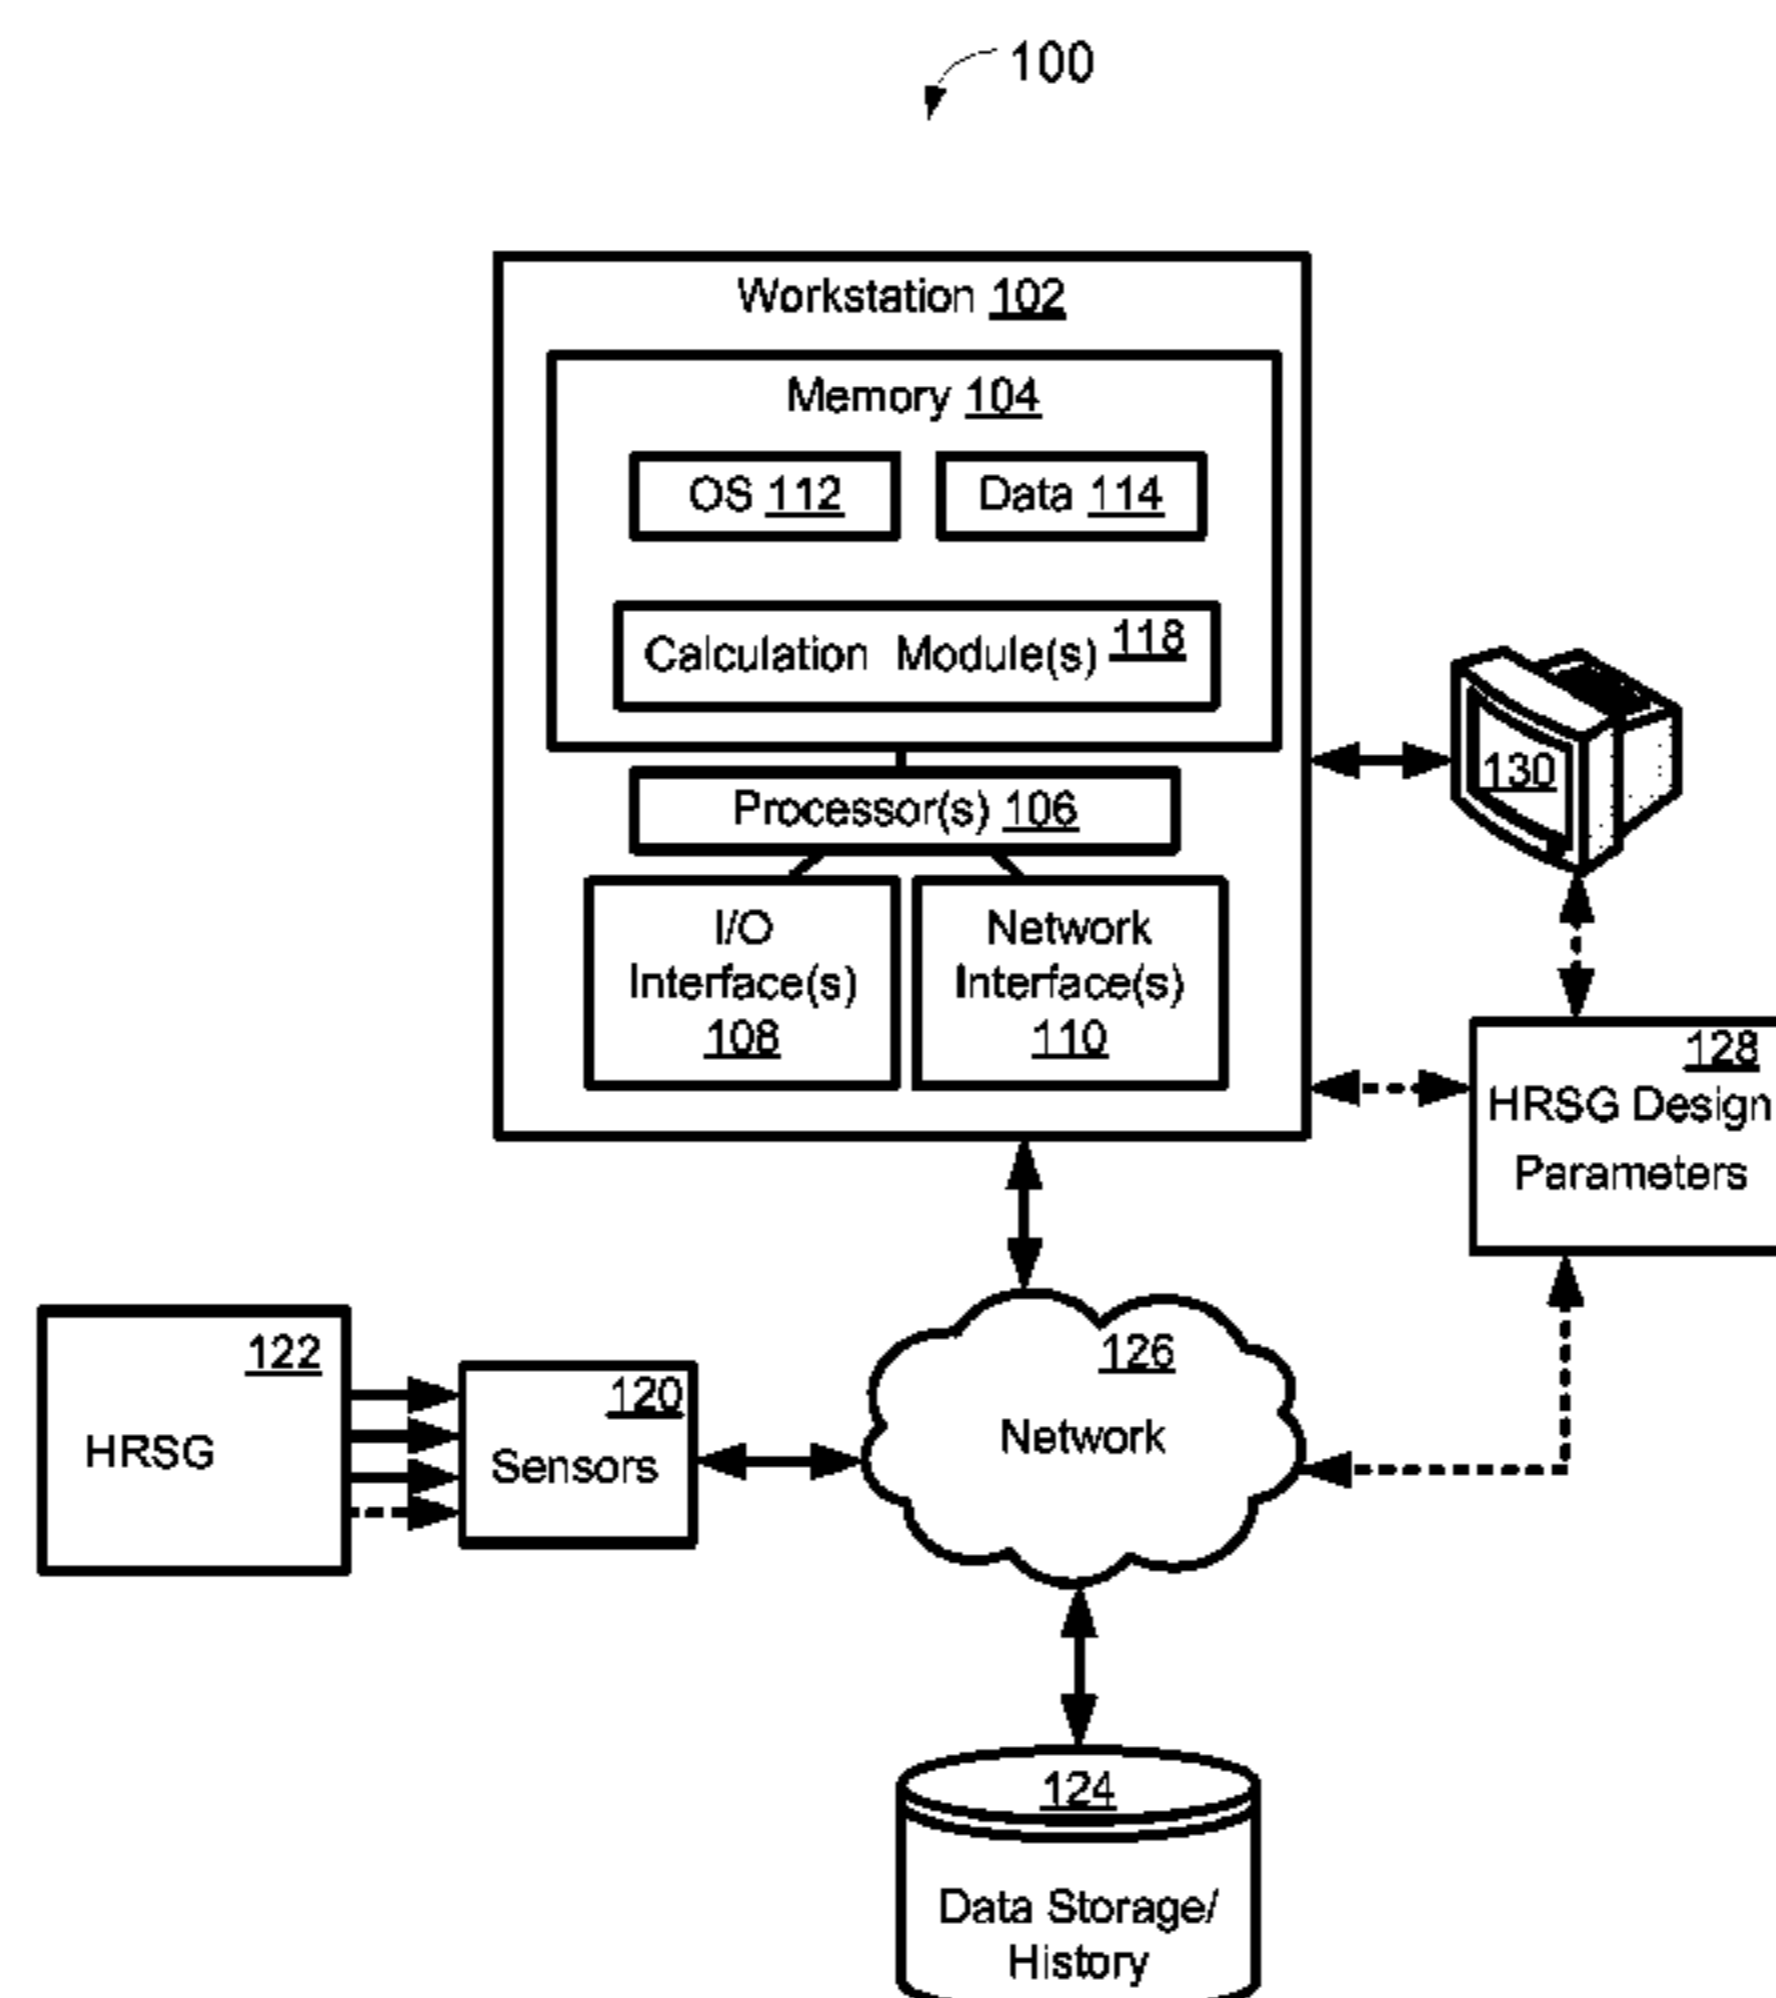 100
Workstation 102
Memory 104
OS 112
Data 114
Calculation Module(s) 118
130
Processor(s) 106
I/O
Interface(s)
108
Network
Interface(s)
110
128
HRSG Design
Parameters
122
HRSG
120
Sensors
126
Network
124
Data Storage/
History